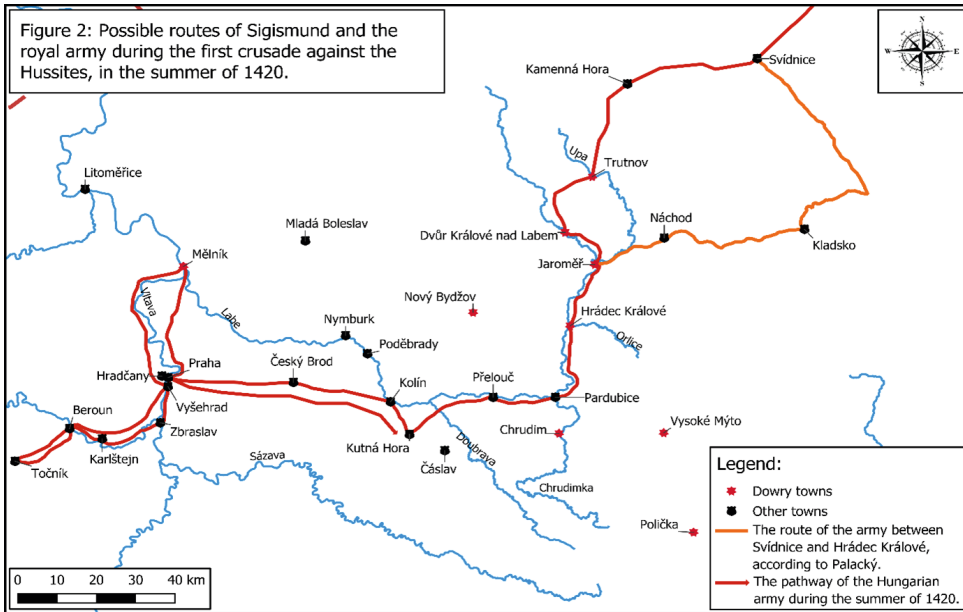 Figure 2: Possible routes of Sigismund and the
royal army during the first crusade against the
Hussites, in the summer of 1420.
N
W
E
S
Svídnice
Kamenná Hora
Upa
Trutnov
Litoměřice
Mladá Boleslav
Dvůr Králové nad Labem
Náchod
Kladsko
Mělník
Jaroměř
Vltava
Labe
Nový Bydžov
Hrádec Králové
Orlice
Nymburk
Poděbrady
Praha
Hradčany
Český Brod
Vyšehrad
Kolín
Přelouč
Pardubice
Beroun
Zbraslav
Karlštejn
Kutná Hora
Doubrava
Chrudim
Vysoké Mýto
Točník
Sázava
Čáslav
Chrudimka
Polička
Legend:
Dowry towns
Other towns
The route of the army between
Svídnice and Hrádec Králové,
according to Palacký.
The pathway of the Hungarian
army during the summer of 1420.
0 10 20 30 40 km